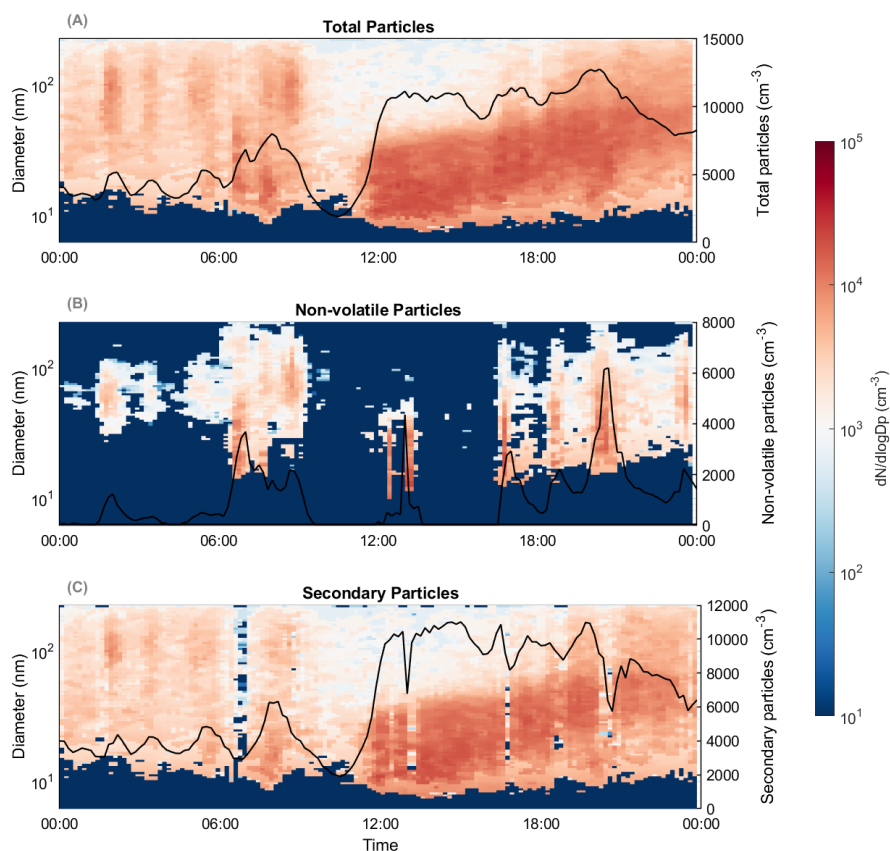 (A)
Total Particles
15000
10000
5000
0
10²
10¹
Diameter (nm)
Total particles (cm⁻³)
00:00 06:00 12:00 18:00 00:00
(B)
Non-volatile Particles
8000
6000
4000
2000
0
10²
10¹
Diameter (nm)
Non-volatile particles (cm⁻³)
00:00 06:00 12:00 18:00 00:00
(C)
Secondary Particles
12000
10000
8000
6000
4000
2000
0
10²
10¹
Diameter (nm)
Secondary particles (cm⁻³)
00:00 06:00 12:00 18:00 00:00
Time
10⁵
10⁴
10³
10²
10¹
dN/dlogDp (cm⁻³)